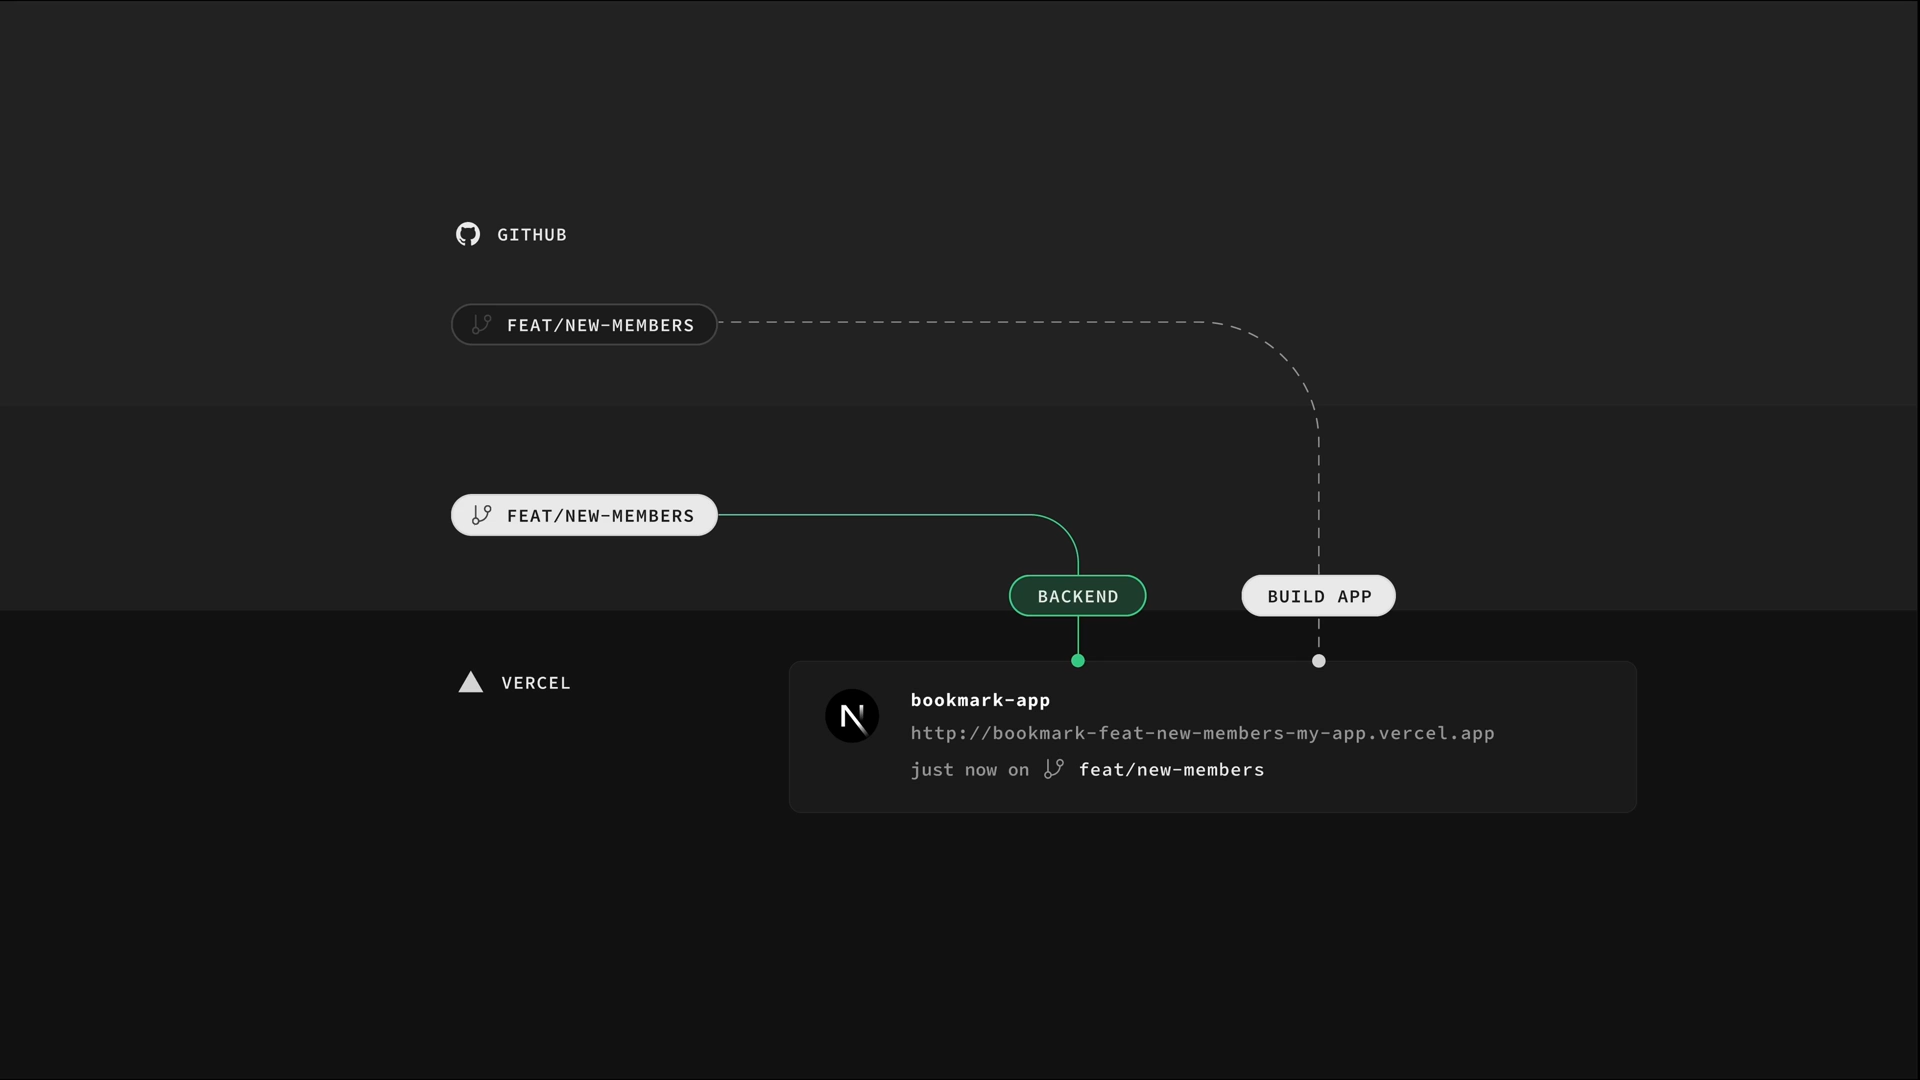 GITHUB
FEAT/NEW-MEMBERS
FEAT/NEW-MEMBERS
BACKEND
BUILD APP
VERCEL
bookmark-app
http://bookmark-feat-new-members-my-app.vercel.app
just now on feat/new-members